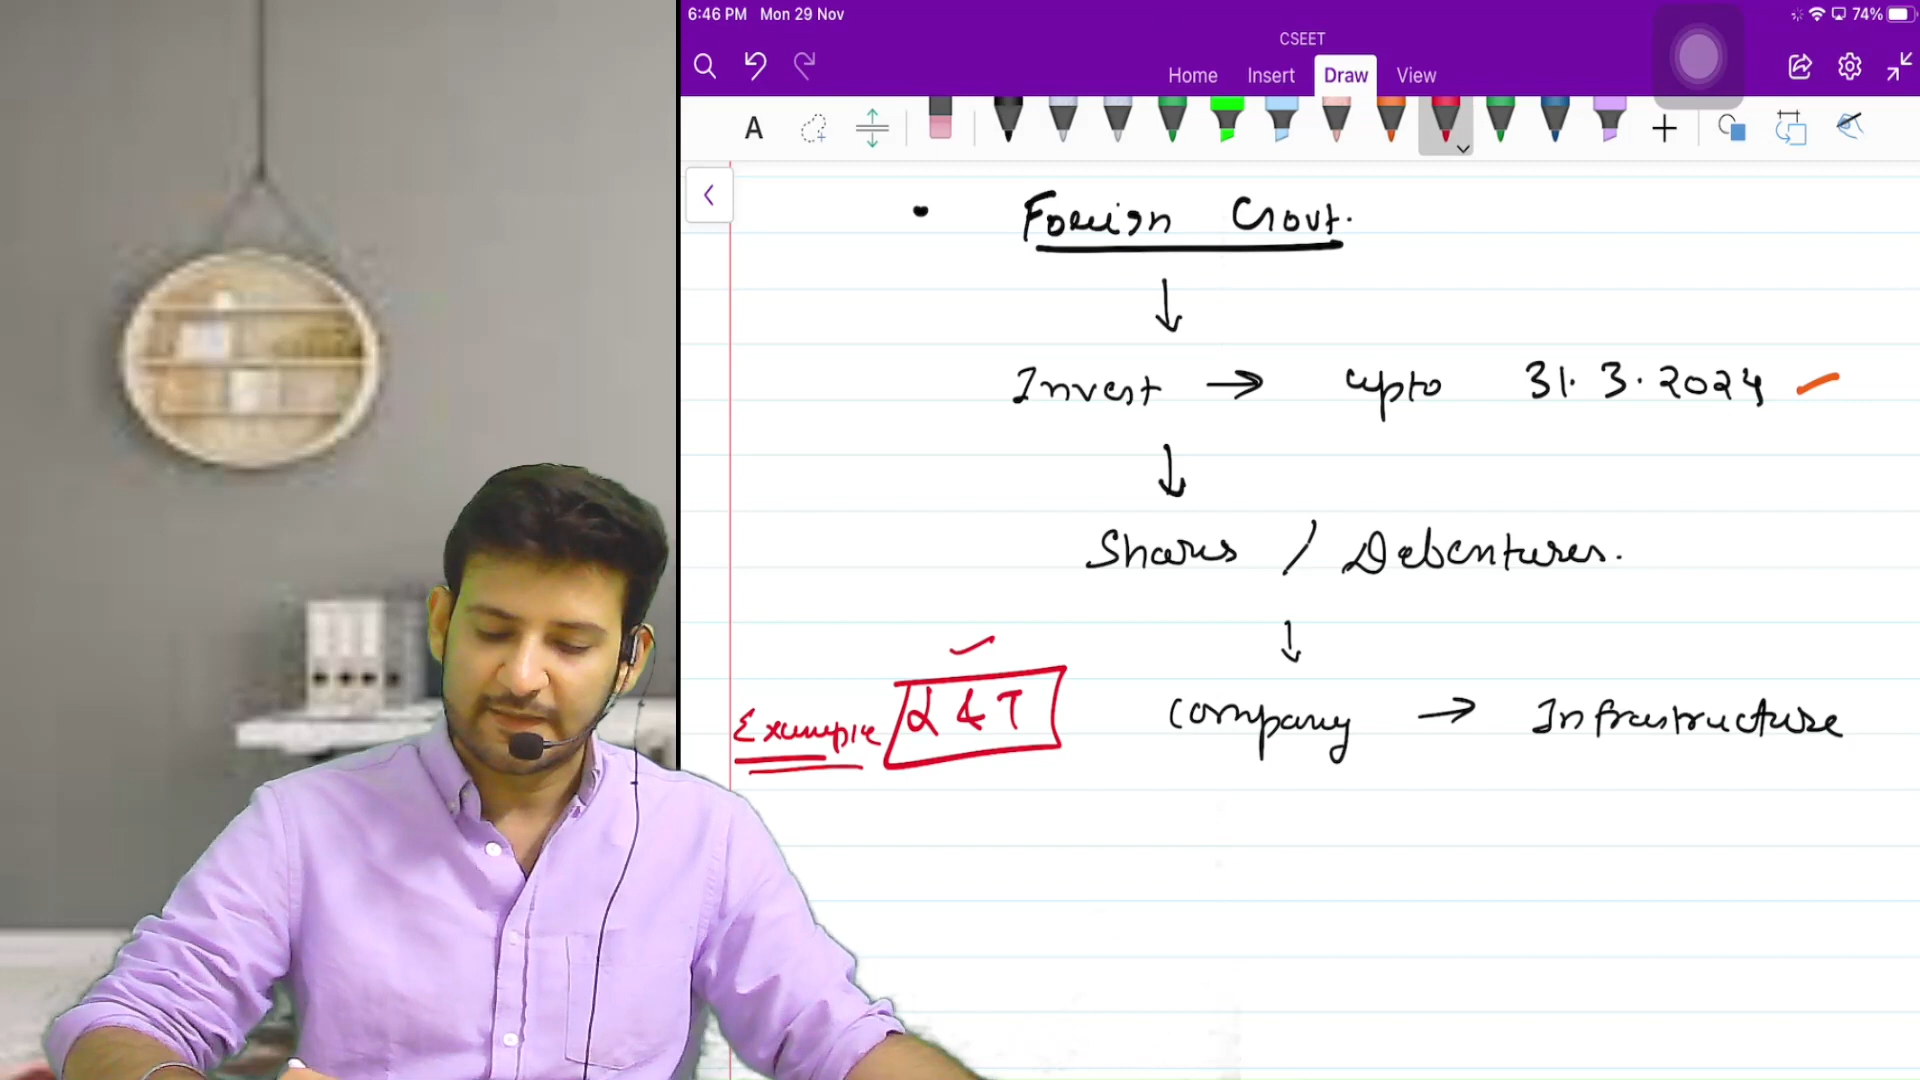 6:46 PM Mon 29 Nov
74%
CSEET
Home Insert Draw View
A
• Foreign Govt.
↓
Invest → upto 31.3.2024
↓
Shares / Debentures.
↓
Example L & T
Company → Infrastructure